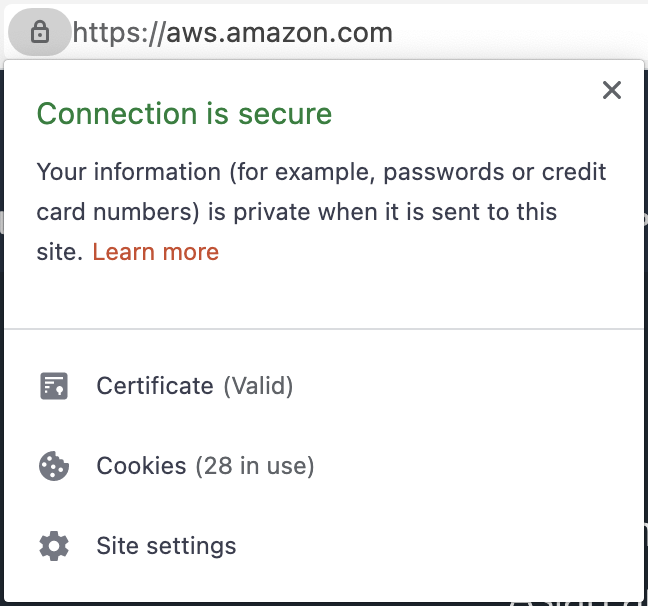 https://aws.amazon.com
Connection is secure
Your information (for example, passwords or credit
card numbers) is private when it is sent to this
site. Learn more
Certificate (Valid)
Cookies (28 in use)
Site settings